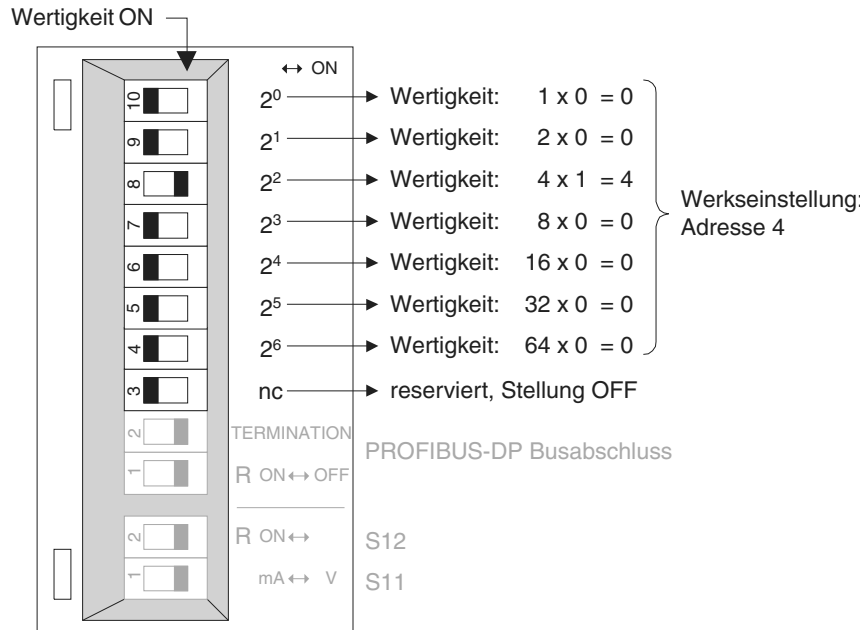 Wertigkeit ON
↔ ON
10 2⁰ Wertigkeit: 1 x 0 = 0
9 2¹ Wertigkeit: 2 x 0 = 0
8 2² Wertigkeit: 4 x 1 = 4
7 2³ Wertigkeit: 8 x 0 = 0
6 2⁴ Wertigkeit: 16 x 0 = 0
5 2⁵ Wertigkeit: 32 x 0 = 0
4 2⁶ Wertigkeit: 64 x 0 = 0
Werkseinstellung:
Adresse 4
3 nc reserviert, Stellung OFF
2 TERMINATION
1 R ON ↔ OFF
PROFIBUS-DP Busabschluss
2 R ON ↔ S12
1 mA ↔ V S11